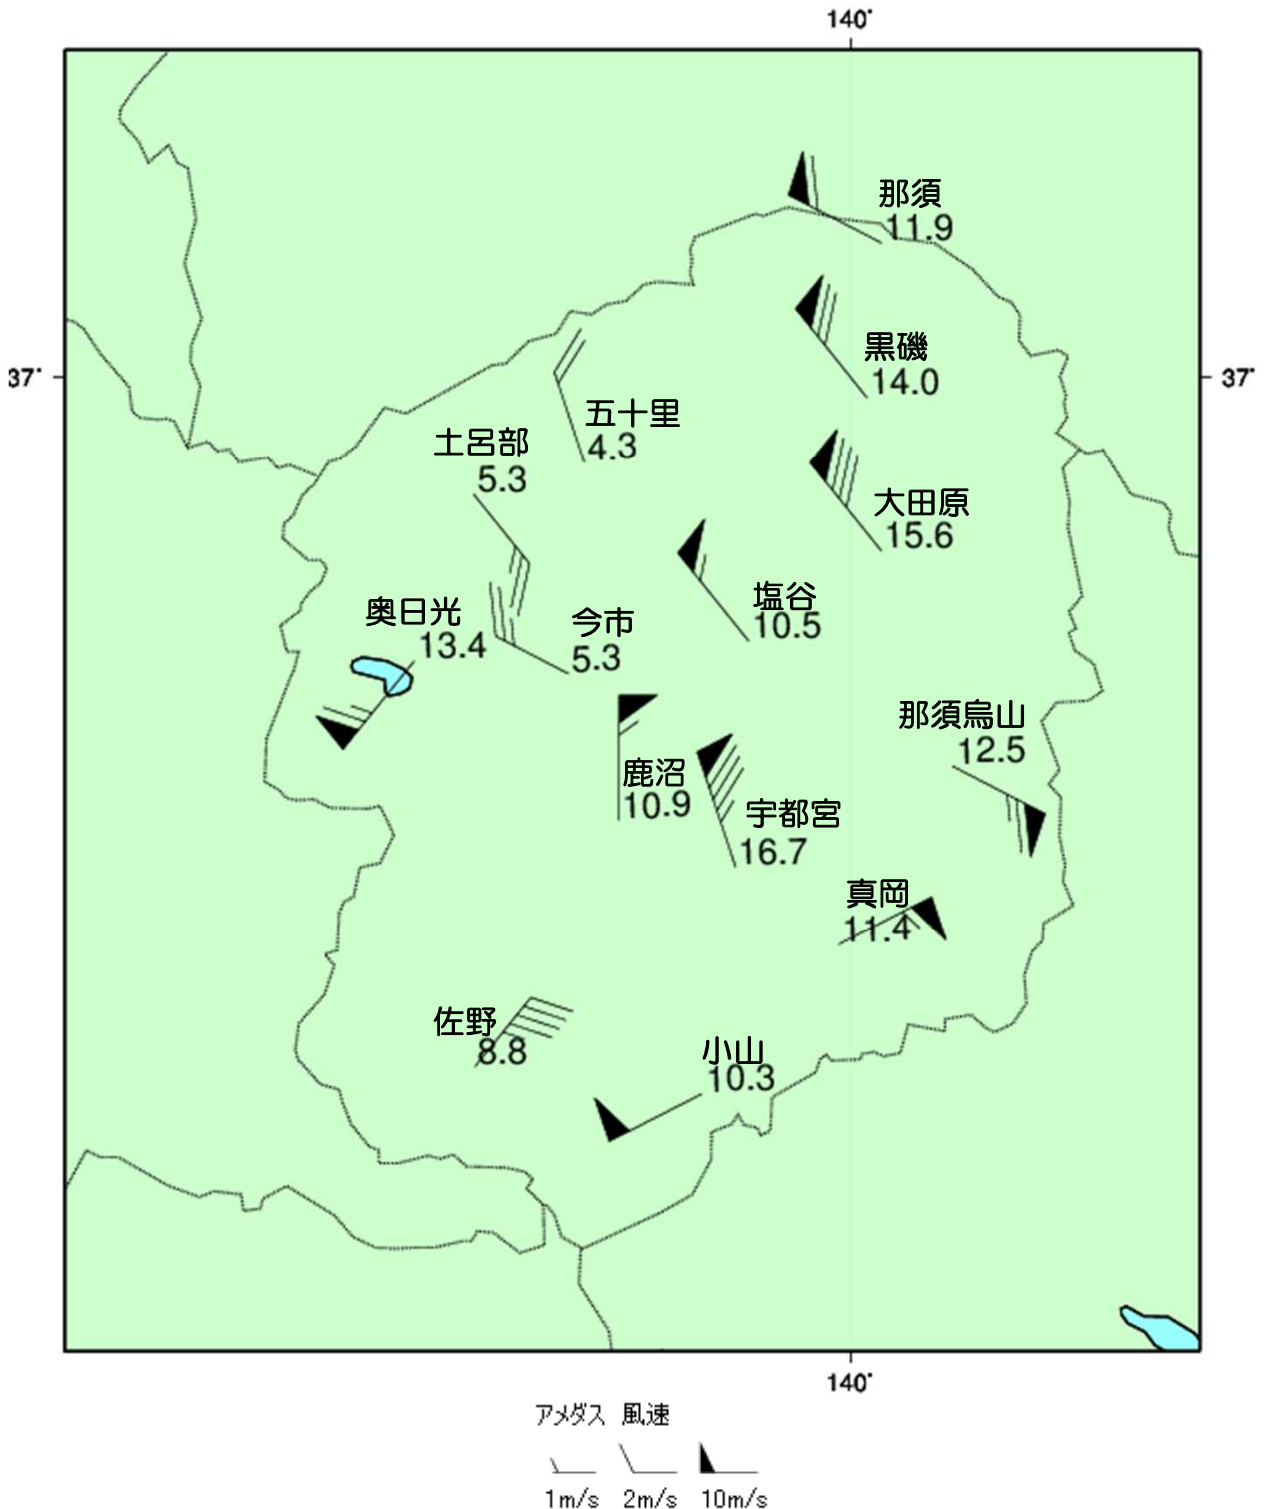 140°
那須
11.9
黒磯
14.0
37°
37°
五十里
4.3
土呂部
5.3
大田原
15.6
塩谷
10.5
奥日光
13.4
今市
5.3
那須烏山
12.5
鹿沼
10.9
宇都宮
16.7
真岡
11.4
佐野
8.8
小山
10.3
140°
アメダス 風速
1m/s 2m/s 10m/s